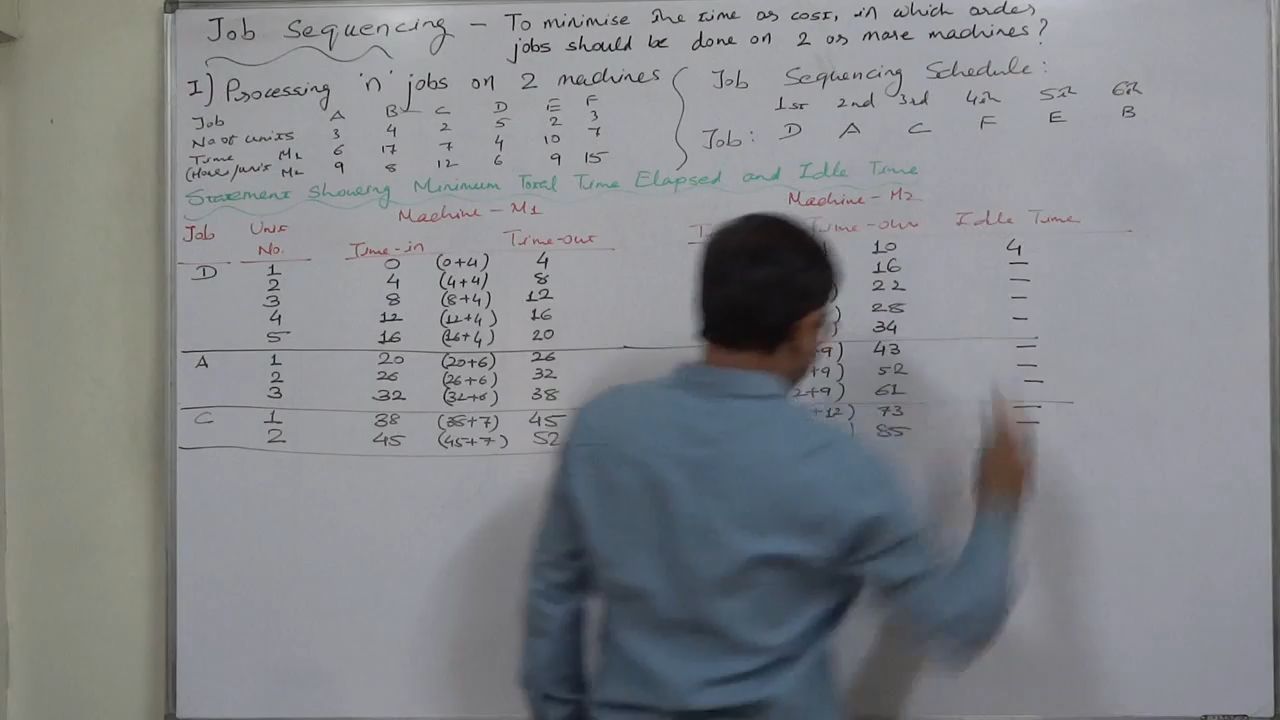 Job Sequencing - To minimise the time or cost, in which order
jobs should be done on 2 or more machines?
I) Processing 'n' jobs on 2 machines
Job A B C D E F
No of units 3 4 2 5 2 3
Time M1 6 17 7 4 10 7
(Hours/unit M2 9 8 12 6 9 15
Job Sequencing Schedule:
1st 2nd 3rd 4th 5th 6th
Job: D A C F E B
Statement Showing Minimum Total Time Elapsed and Idle Time
Machine - M1 Machine - M2
Job Unit No. Time-in Time-out Time-out Idle Time
D 1 0 (0+4) 4 10 4
2 4 (4+4) 8 16 -
3 8 (8+4) 12 22 -
4 12 (12+4) 16 28 -
5 16 (16+4) 20 34
A 1 20 (20+6) 26 +9) 43 -
2 26 (26+6) 32 +9) 52 -
3 32 (32+6) 38 2+9) 61 -
C 1 38 (38+7) 45 +12) 73 -
2 45 (45+7) 52 ) 85 -